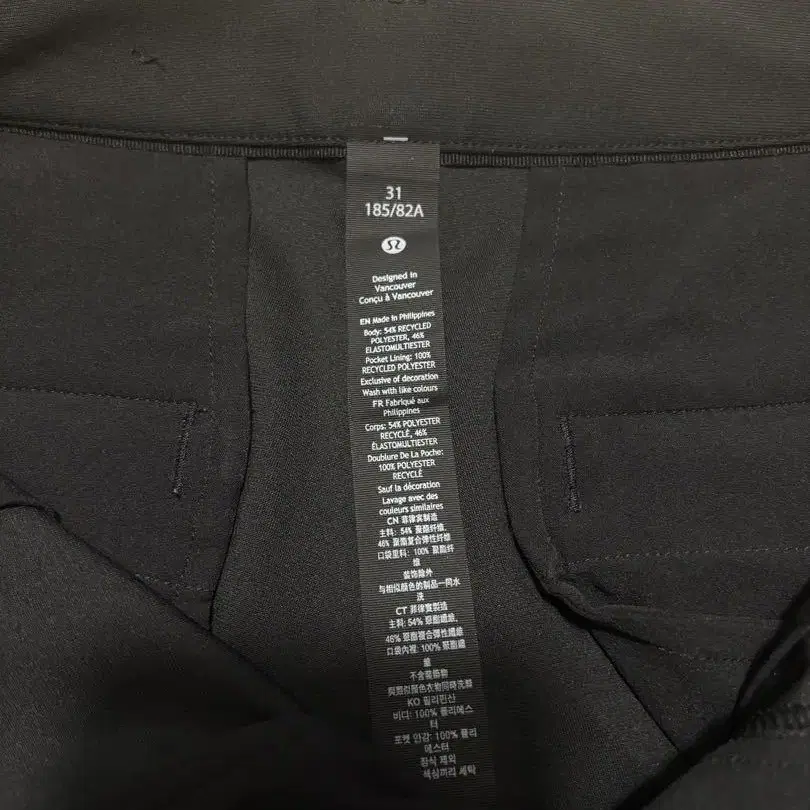 31
185/82A
Designed in
Vancouver
Conçu à Vancouver
EN Made in Philippines
Body: 54% RECYCLED
POLYESTER, 46%
ELASTOMULTIESTER
Pocket Lining: 100%
RECYCLED POLYESTER
Exclusive of decoration
Wash with like colours
FR Fabriqué aux
Philippines
Corps: 54% POLYESTER
RECYCLÉ, 46%
ÉLASTOMULTIESTER
Doublure De La Poche:
100% POLYESTER
RECYCLÉ
Sauf la décoration
Lavage avec des
couleurs similaires
CN 菲律宾制造
主料: 54% 聚酯纤维,
46% 聚酯复合弹性纤维
口袋里料: 100% 聚酯纤
维
装饰除外
与相似颜色的制品一同水
洗
CT 菲律賓製造
主料: 54% 聚酯纖維,
46% 聚酯複合彈性纖維
口袋內裡: 100% 聚酯纖
維
不含裝飾物
與類似顏色衣物同時洗滌
KO 필리핀산
비디: 100% 폴리에스
터
포켓 안감: 100% 폴리
에스터
장식 제외
색상끼리 세탁